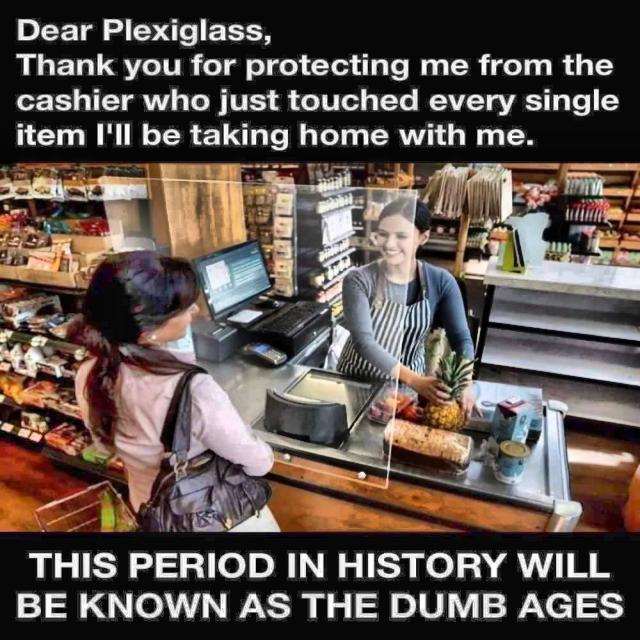 Dear Plexiglass,
Thank you for protecting me from the
cashier who just touched every single
item I'll be taking home with me.
THIS PERIOD IN HISTORY WILL
BE KNOWN AS THE DUMB AGES